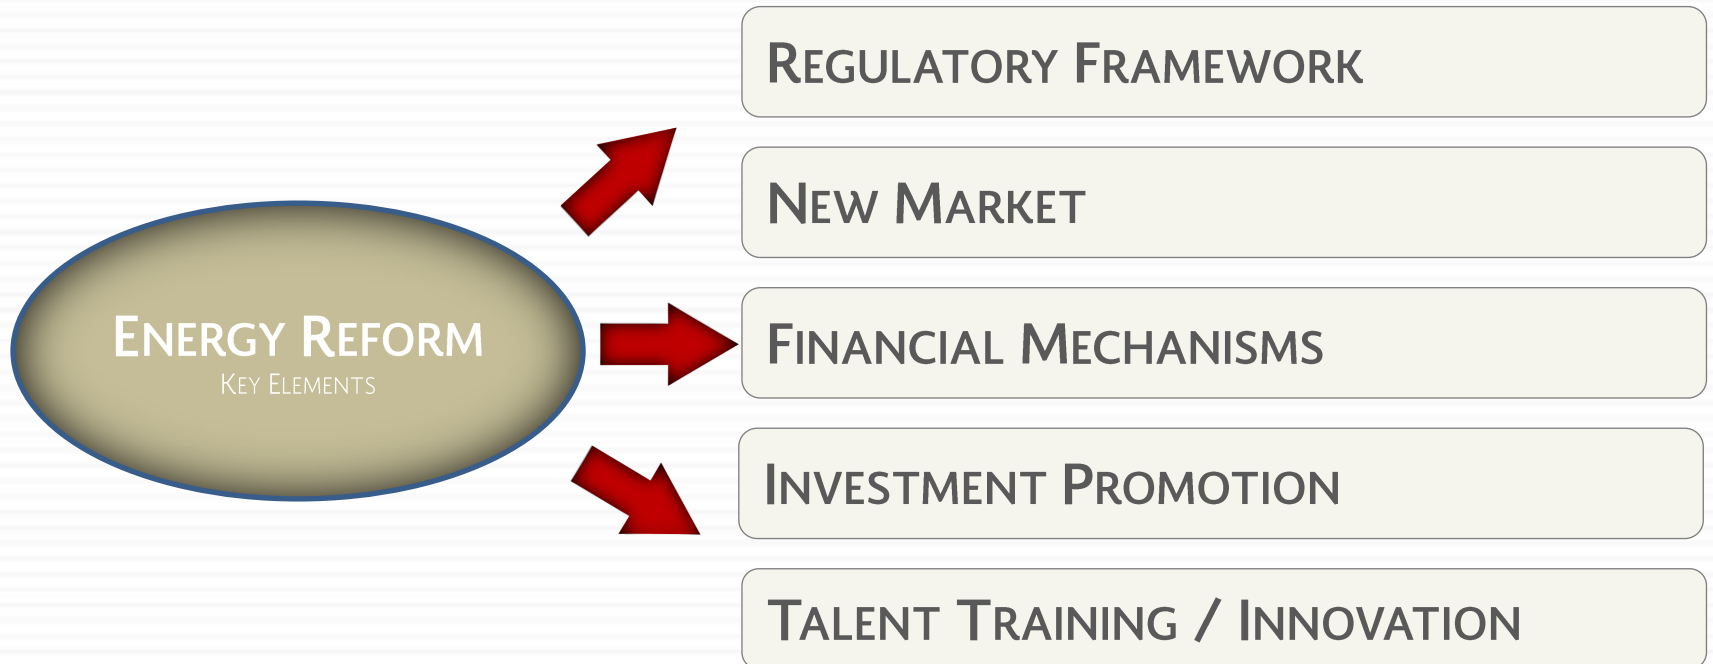 Regulatory Framework
New Market
Energy Reform
Key Elements
Financial Mechanisms
Investment Promotion
Talent Training / Innovation